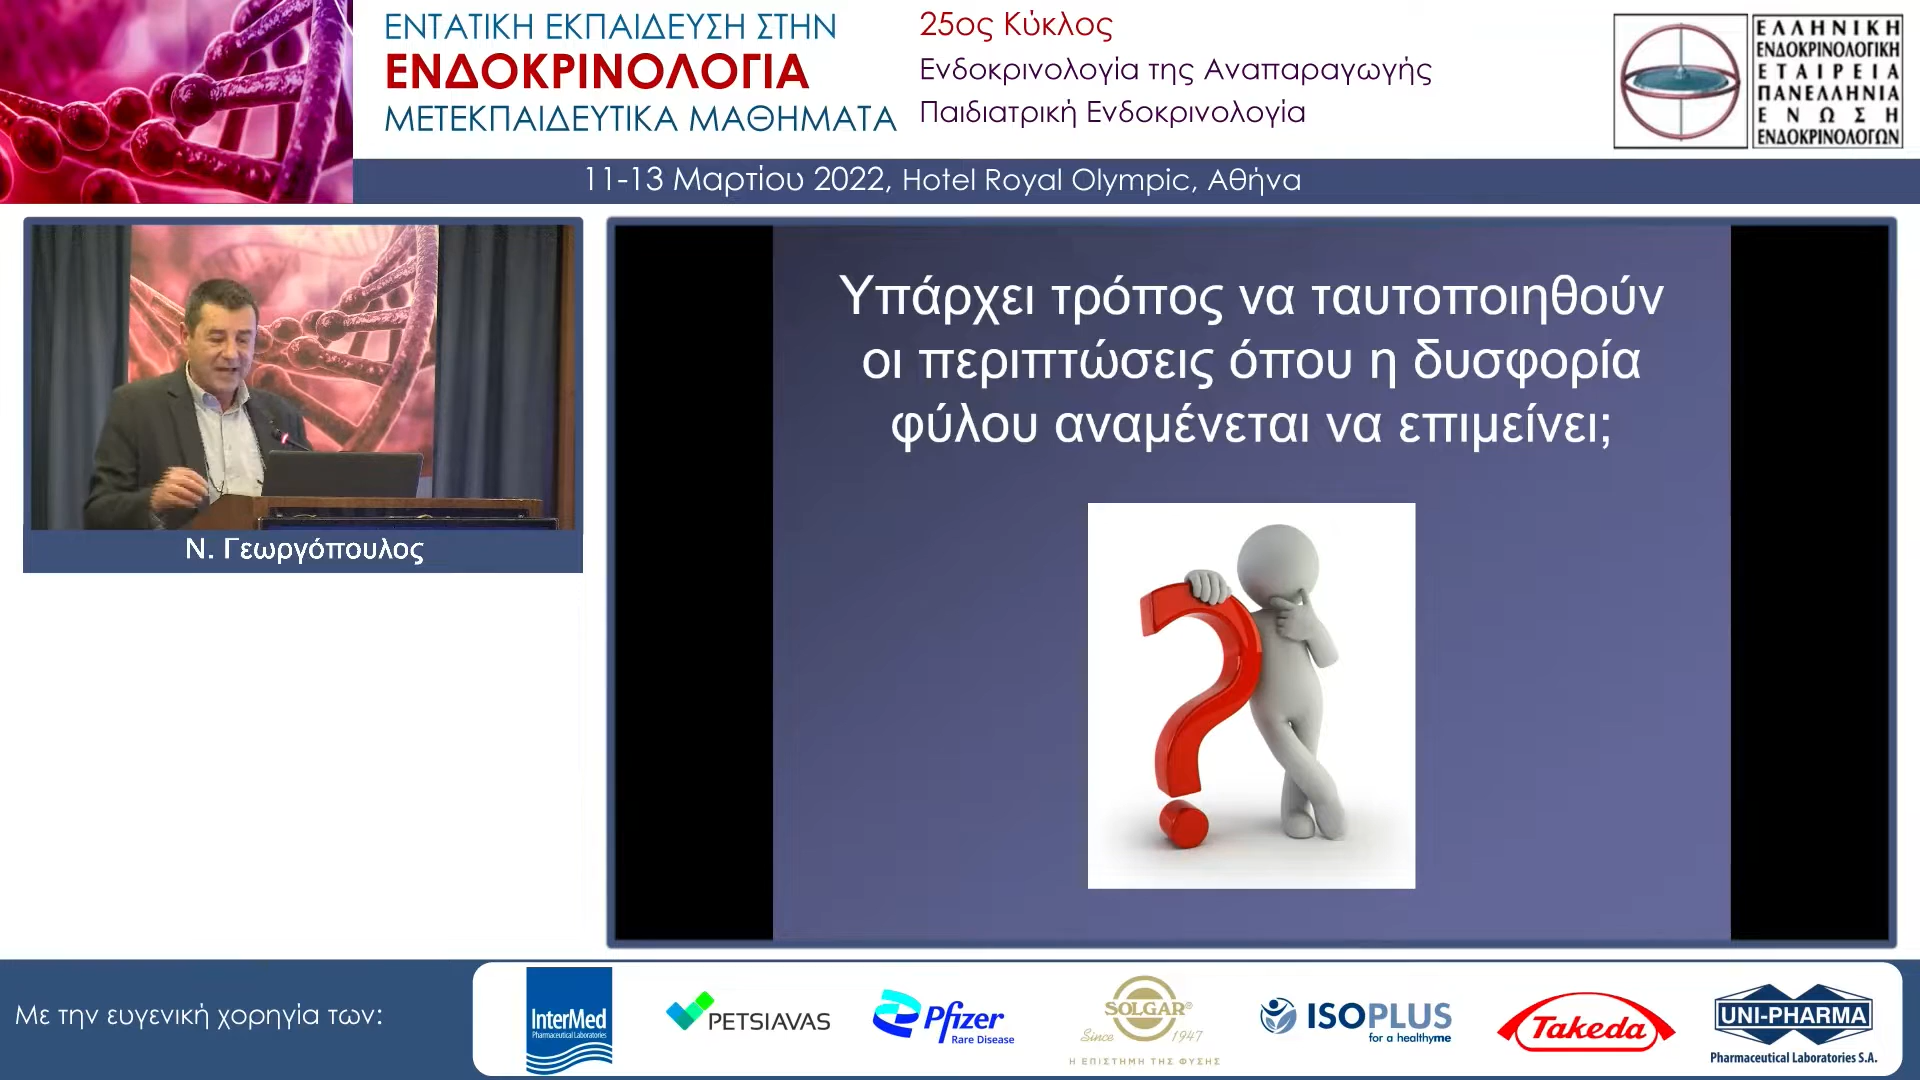 ΕΝΤΑΤΙΚΗ ΕΚΠΑΙΔΕΥΣΗ ΣΤΗΝ
ΕΝΔΟΚΡΙΝΟΛΟΓΙΑ
ΜΕΤΕΚΠΑΙΔΕΥΤΙΚΑ ΜΑΘΗΜΑΤΑ
25ος Κύκλος
Ενδοκρινολογία της Αναπαραγωγής
Παιδιατρική Ενδοκρινολογία
ΕΛΛΗΝΙΚΗ
ΕΝΔΟΚΡΙΝΟΛΟΓΙΚΗ
ΕΤΑΙΡΕΙΑ
ΠΑΝΕΛΛΗΝΙΑ
ΕΝΩΣΗ
ΕΝΔΟΚΡΙΝΟΛΟΓΩΝ
11-13 Μαρτίου 2022, Hotel Royal Olympic, Αθήνα
Ν. Γεωργόπουλος
Υπάρχει τρόπος να ταυτοποιηθούν
οι περιπτώσεις όπου η δυσφορία
φύλου αναμένεται να επιμείνει;
Με την ευγενική χορηγία των:
InterMed
Pharmaceutical Laboratories
PETSIAVAS
Pfizer
Rare Disease
SOLGAR®
Since 1947
Η ΕΠΙΣΤΗΜΗ ΤΗΣ ΦΥΣΗΣ
ISOPLUS
for a healthyme
Takeda
UNI-PHARMA
Pharmaceutical Laboratories S.A.